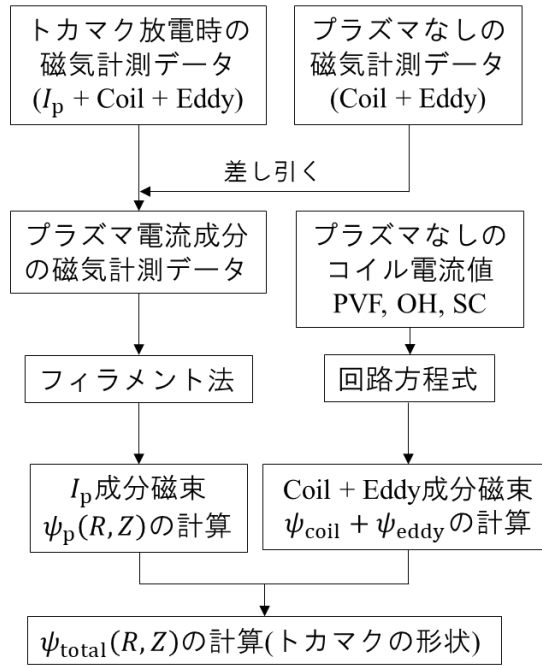 トカマク放電時の
磁気計測データ
(I_p + Coil + Eddy)
プラズマなしの
磁気計測データ
(Coil + Eddy)
差し引く
プラズマ電流成分
の磁気計測データ
プラズマなしの
コイル電流値
PVF, OH, SC
フィラメント法
回路方程式
I_p成分磁束
ψ_p(R, Z)の計算
Coil + Eddy成分磁束
ψ_coil + ψ_eddyの計算
ψ_total(R, Z)の計算(トカマクの形状)